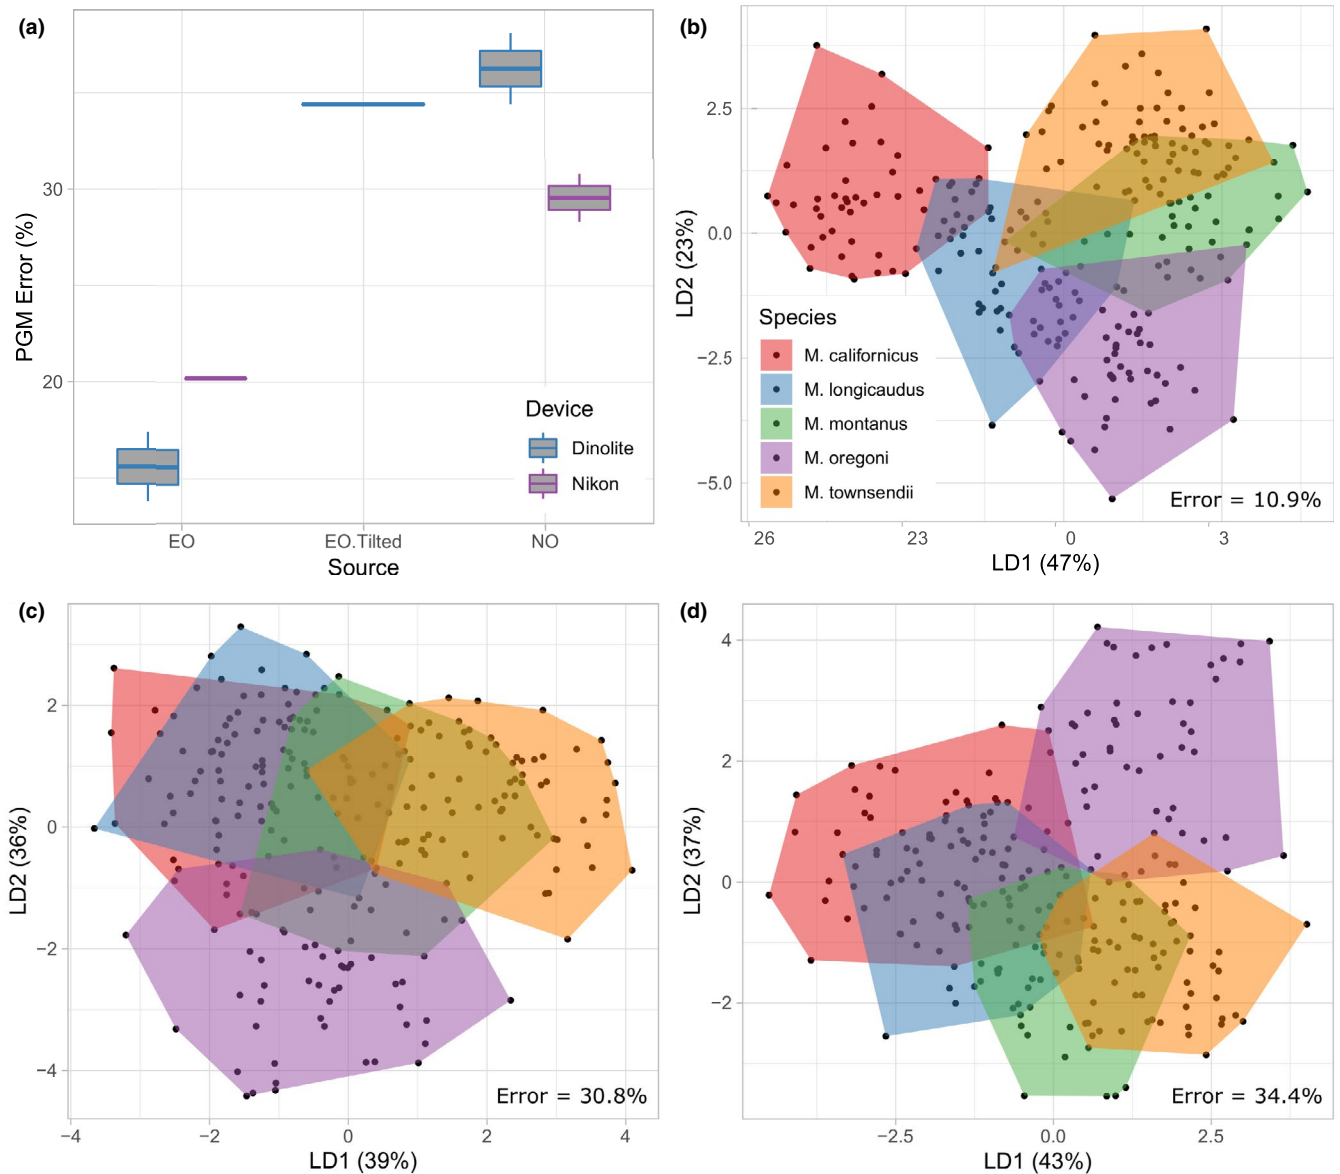 (a)
PGM Error (%)
30
20
EO
EO.Tilted
NO
Source
Device
Dinolite
Nikon
(b)
LD2 (23%)
2.5
0.0
−2.5
−5.0
Species
M. californicus
M. longicaudus
M. montanus
M. oregoni
M. townsendii
Error = 10.9%
26
23
0
3
LD1 (47%)
(c)
LD2 (36%)
2
0
−2
−4
Error = 30.8%
−4
−2
0
2
4
LD1 (39%)
(d)
LD2 (37%)
4
2
0
−2
Error = 34.4%
−2.5
0.0
2.5
LD1 (43%)